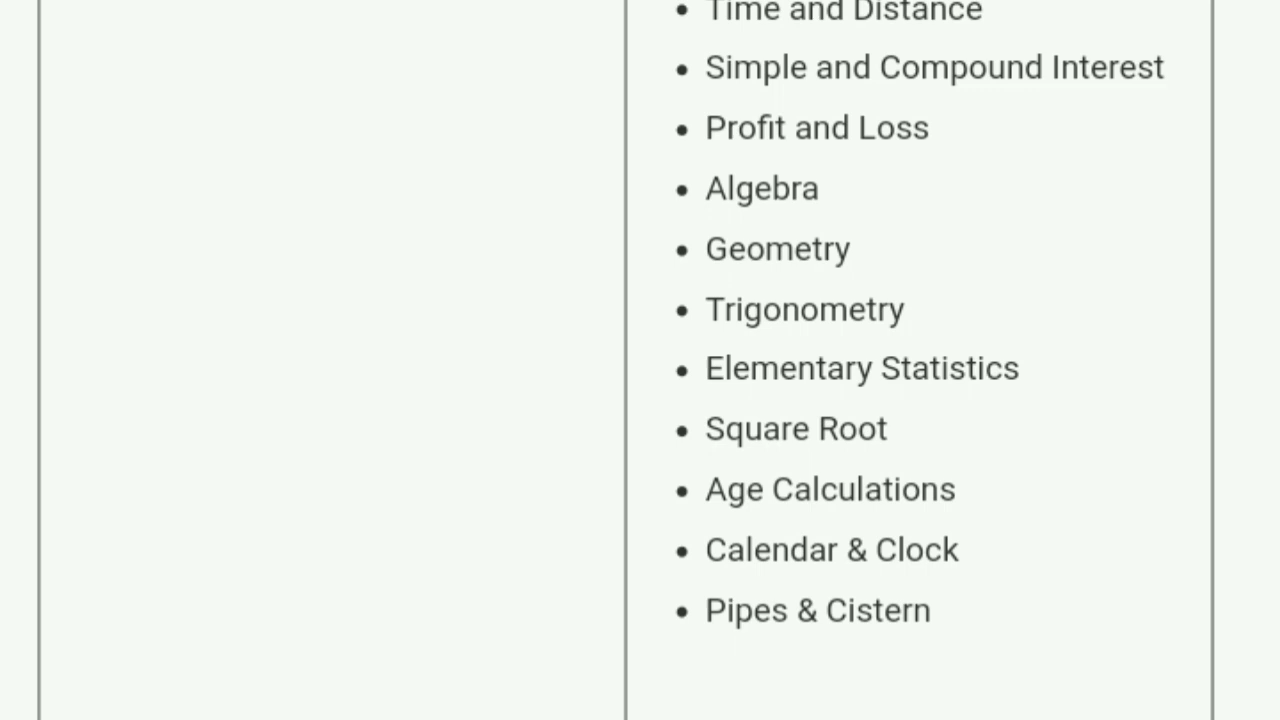 • Time and Distance
• Simple and Compound Interest
• Profit and Loss
• Algebra
• Geometry
• Trigonometry
• Elementary Statistics
• Square Root
• Age Calculations
• Calendar & Clock
• Pipes & Cistern